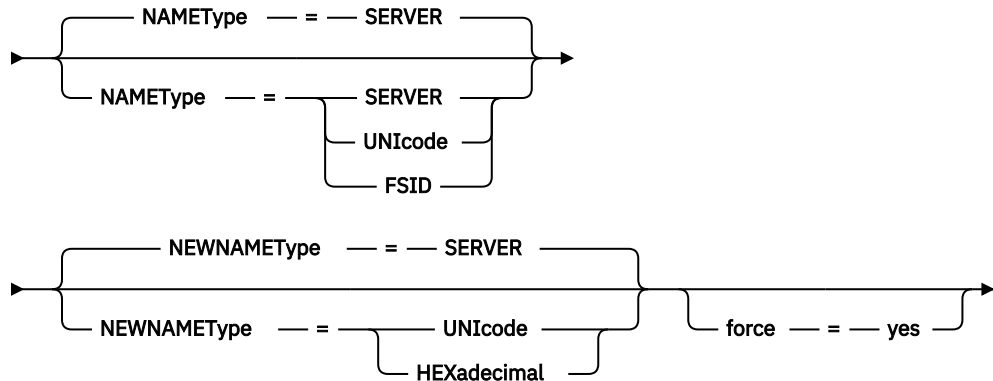 NAMEType = SERVER
NAMEType = SERVER
UNIcode
FSID
NEWNAMEType = SERVER
NEWNAMEType = UNIcode force = yes
HEXadecimal